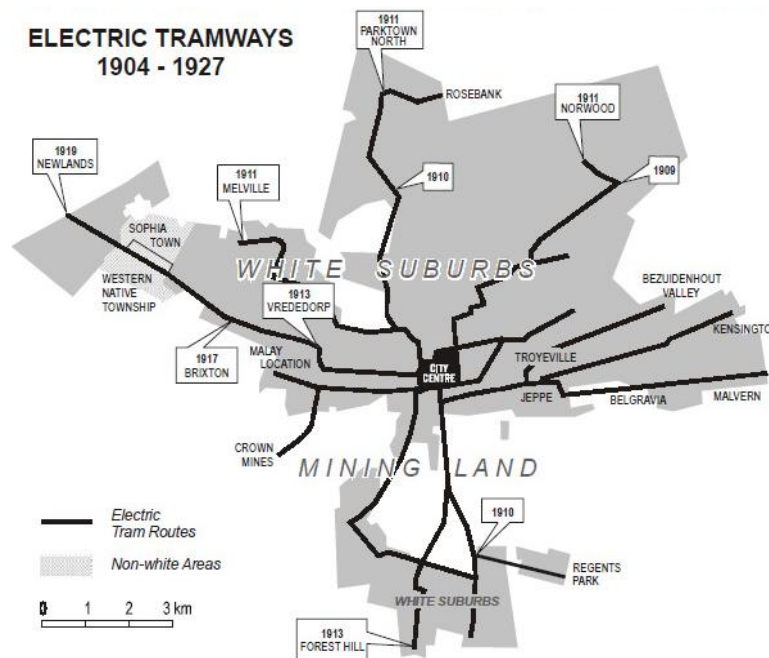 ELECTRIC TRAMWAYS
1904 - 1927
1911
PARKTOWN
NORTH
ROSEBANK
1911
NORWOOD
1919
NEWLANDS
1911
MELVILLE
1910
1909
SOPHIA
TOWN
WHITE SUBURBS
WESTERN
NATIVE
TOWNSHIP
1913
VREDEDORP
BEZUIDENHOUT
VALLEY
KENSINGTON
1917
BRIXTON
MALAY
LOCATION
CITY
CENTRE
TROYEVILLE
JEPPE
BELGRAVIA
MALVERN
CROWN
MINES
MINING LAND
Electric
Tram Routes
Non-white Areas
1910
REGENTS
PARK
WHITE SUBURBS
0 1 2 3 km
1913
FOREST HILL